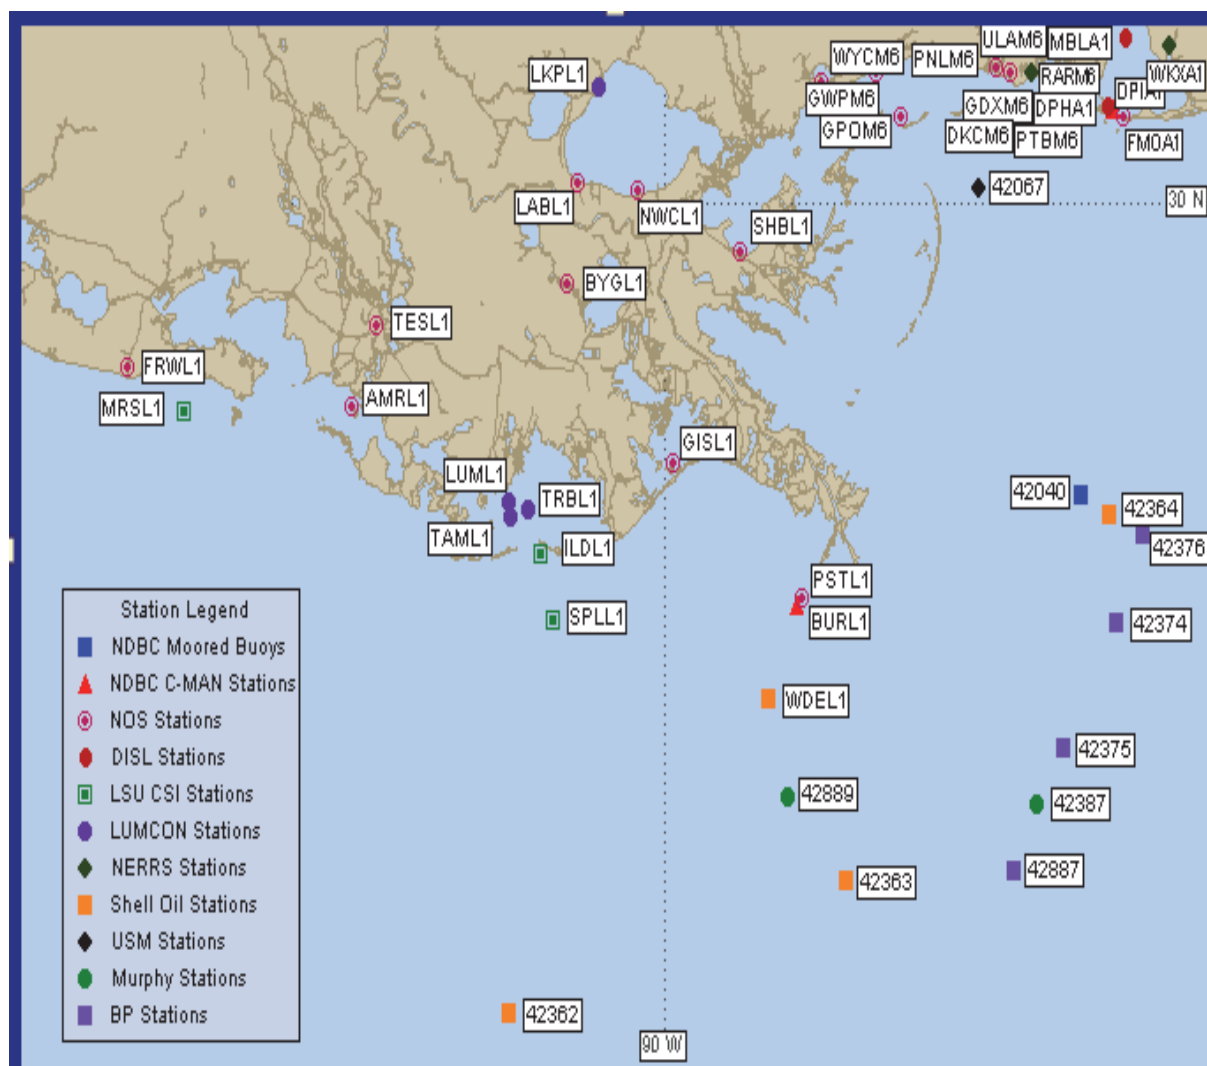 ULAM6
MBLA1
WYCM6
PNLM6
LKPL1
RARM6
WKXA1
GWPM6
GDXM6
DPHA1
DPIA1
GPOM6
DKCM6
PTBM6
FMOA1
42067
30 N
LABL1
NWCL1
SHBL1
BYGL1
TESL1
FRWL1
MRSL1
AMRL1
GISL1
LUML1
TRBL1
TAML1
ILDL1
42040
42364
42376
PSTL1
BURL1
SPLL1
42374
WDEL1
42375
42889
42387
42887
42363
42362
90 W
Station Legend
NDBC Moored Buoys
NDBC C-MAN Stations
NOS Stations
DISL Stations
LSU CSI Stations
LUMCON Stations
NERRS Stations
Shell Oil Stations
USM Stations
Murphy Stations
BP Stations